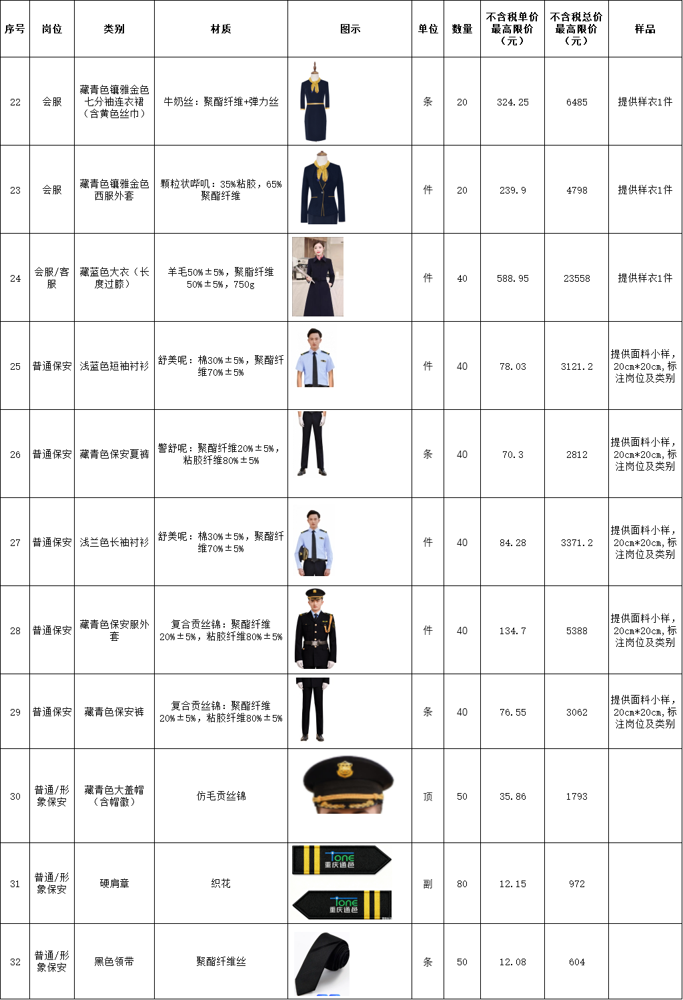 序号 岗位 类别 材质 图示 单位 数量 不含税单价最高限价（元） 不含税总价最高限价（元） 样品
22 会服 藏青色镶雅金色七分袖连衣裙（含黄色丝巾） 牛奶丝：聚酯纤维+弹力丝 条 20 324.25 6485 提供样衣1件
23 会服 藏青色镶雅金色西服外套 颗粒状哔叽：35%粘胶，65%聚酯纤维 件 20 239.9 4798 提供样衣1件
24 会服/客服 藏蓝色大衣（长度过膝） 羊毛50%±5%，聚脂纤维50%±5%，750g 件 40 588.95 23558 提供样衣1件
25 普通保安 浅蓝色短袖衬衫 舒美呢：棉30%±5%，聚酯纤维70%±5% 件 40 78.03 3121.2 提供面料小样，20cm*20cm,标注岗位及类别
26 普通保安 藏青色保安夏裤 警舒呢：聚酯纤维20%±5%，粘胶纤维80%±5% 条 40 70.3 2812 提供面料小样，20cm*20cm,标注岗位及类别
27 普通保安 浅兰色长袖衬衫 舒美呢：棉30%±5%，聚酯纤维70%±5% 件 40 84.28 3371.2 提供面料小样，20cm*20cm,标注岗位及类别
28 普通保安 藏青色保安服外套 复合贡丝锦：聚酯纤维20%±5%，粘胶纤维80%±5% 件 40 134.7 5388 提供面料小样，20cm*20cm,标注岗位及类别
29 普通保安 藏青色保安裤 复合贡丝锦：聚酯纤维20%±5%，粘胶纤维80%±5% 条 40 76.55 3062 提供面料小样，20cm*20cm,标注岗位及类别
30 普通/形象保安 藏青色大盖帽（含帽徽） 仿毛贡丝锦 顶 50 35.86 1793
31 普通/形象保安 硬肩章 织花 Tone 重庆通邑 Tone 重庆通邑 副 80 12.15 972
32 普通/形象保安 黑色领带 聚酯纤维丝 条 50 12.08 604